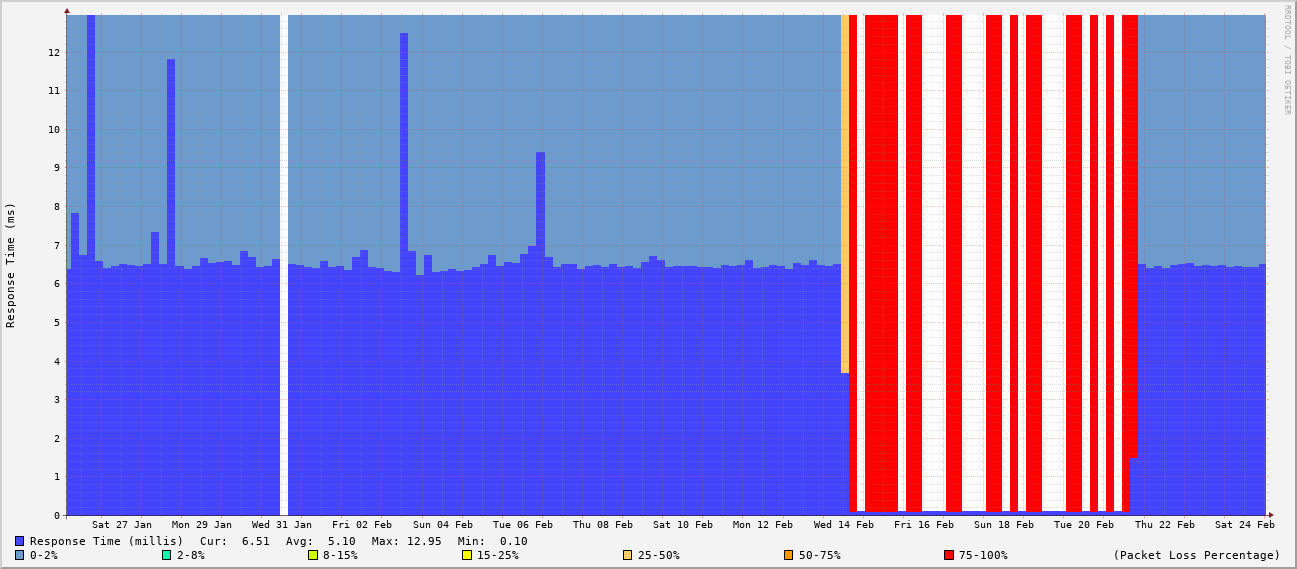 RRDTOOL / TOBI OETIKER
Response Time (ms)
12
11
10
9
8
7
6
5
4
3
2
1
0
Sat 27 Jan Mon 29 Jan Wed 31 Jan Fri 02 Feb Sun 04 Feb Tue 06 Feb Thu 08 Feb Sat 10 Feb Mon 12 Feb Wed 14 Feb Fri 16 Feb Sun 18 Feb Tue 20 Feb Thu 22 Feb Sat 24 Feb
Response Time (millis) Cur: 6.51 Avg: 5.10 Max: 12.95 Min: 0.10
0-2% 2-8% 8-15% 15-25% 25-50% 50-75% 75-100% (Packet Loss Percentage)